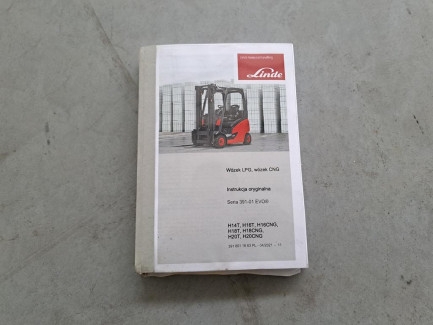 Linde
Wózek LPG, wózek CNG
Instrukcja oryginalna
Seria 391-01 EVO®
H14T, H16T, H16CNG,
H18T, H18CNG,
H20T, H20CNG